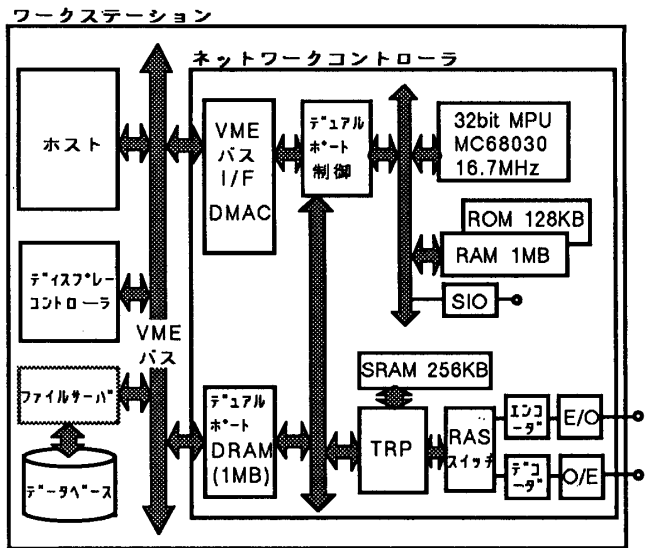 ワークステーション
ネットワークコントローラ
ホスト
VME
バス
I/F
DMAC
デュアル
ポート
制御
32bit MPU
MC68030
16.7MHz
ROM 128KB
RAM 1MB
SIO
ディスプレー
コントローラ
VME
バス
ファイルサーバ
データベース
デュアル
ポート
DRAM
(1MB)
SRAM 256KB
TRP
RAS
スイッチ
エンコ
ーダ
E/O
デコ
ーダ
O/E